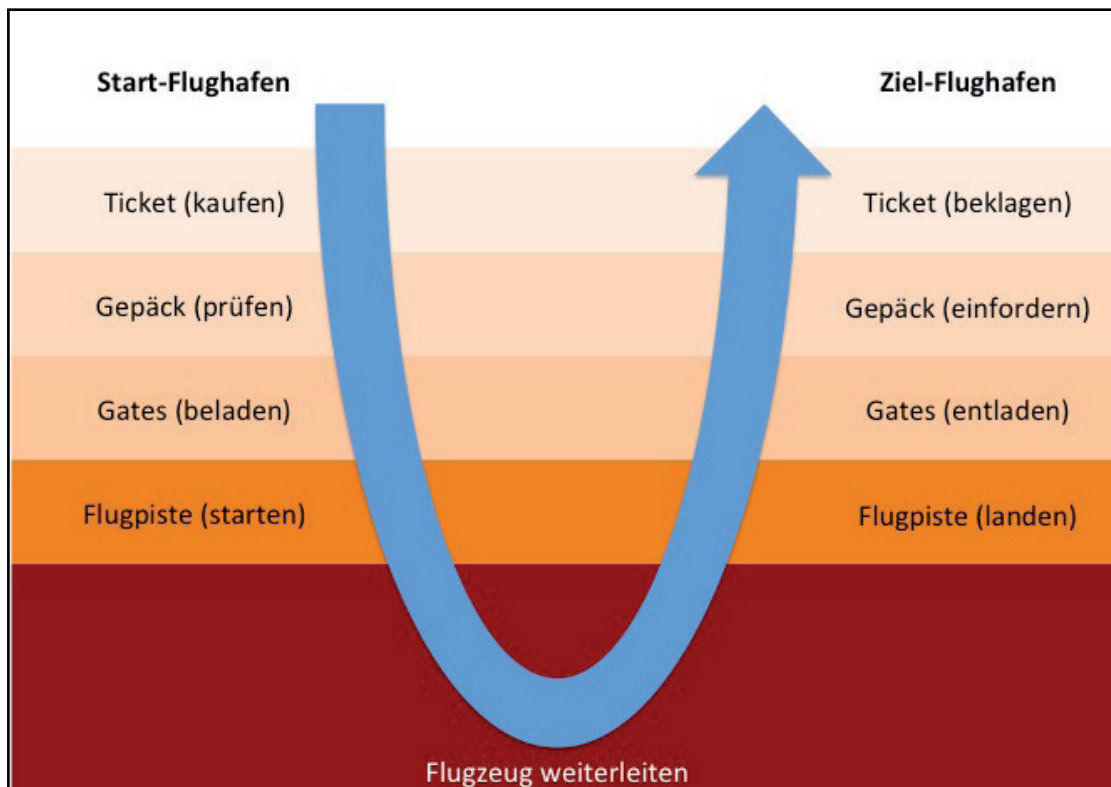 Start-Flughafen
Ziel-Flughafen
Ticket (kaufen)
Ticket (beklagen)
Gepäck (prüfen)
Gepäck (einfordern)
Gates (beladen)
Gates (entladen)
Flugpiste (starten)
Flugpiste (landen)
Flugzeug weiterleiten